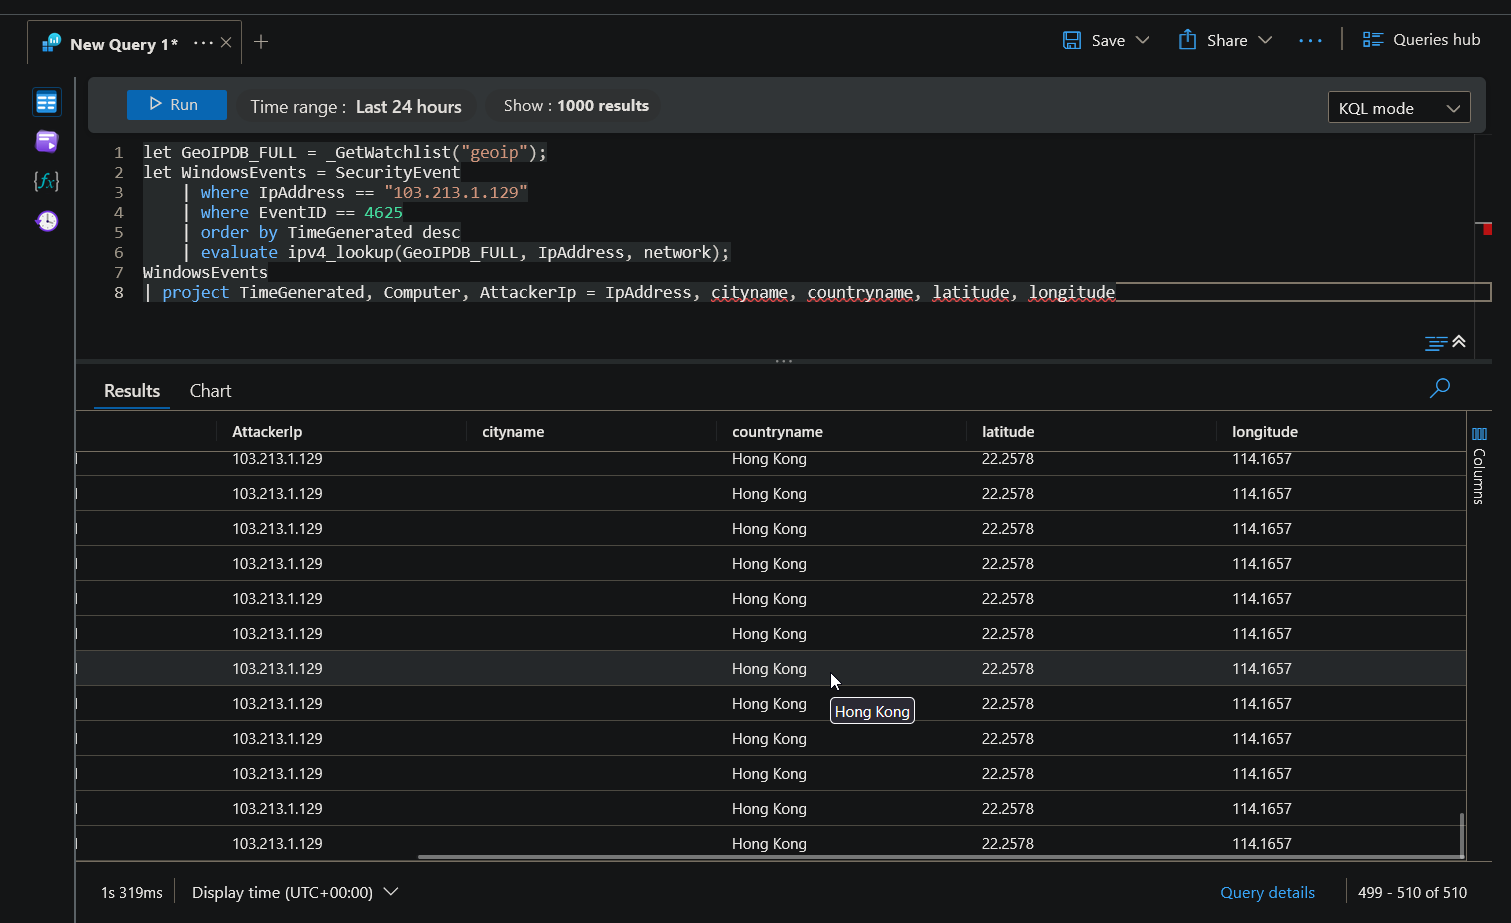 New Query 1* ··· ×
Save Share ··· Queries hub
Run Time range : Last 24 hours Show : 1000 results KQL mode
1 let GeoIPDB_FULL = _GetWatchlist("geoip");
2 let WindowsEvents = SecurityEvent
3 | where IpAddress == "103.213.1.129"
4 | where EventID == 4625
5 | order by TimeGenerated desc
6 | evaluate ipv4_lookup(GeoIPDB_FULL, IpAddress, network);
7 WindowsEvents
8 | project TimeGenerated, Computer, AttackerIp = IpAddress, cityname, countryname, latitude, longitude
Results Chart
AttackerIp cityname countryname latitude longitude
Columns
103.213.1.129 Hong Kong 22.2578 114.1657
103.213.1.129 Hong Kong 22.2578 114.1657
103.213.1.129 Hong Kong 22.2578 114.1657
103.213.1.129 Hong Kong 22.2578 114.1657
103.213.1.129 Hong Kong 22.2578 114.1657
103.213.1.129 Hong Kong 22.2578 114.1657
103.213.1.129 Hong Kong 22.2578 114.1657
103.213.1.129 Hong Kong 22.2578 114.1657
Hong Kong
103.213.1.129 Hong Kong 22.2578 114.1657
103.213.1.129 Hong Kong 22.2578 114.1657
103.213.1.129 Hong Kong 22.2578 114.1657
103.213.1.129 Hong Kong 22.2578 114.1657
1s 319ms Display time (UTC+00:00) Query details 499 - 510 of 510